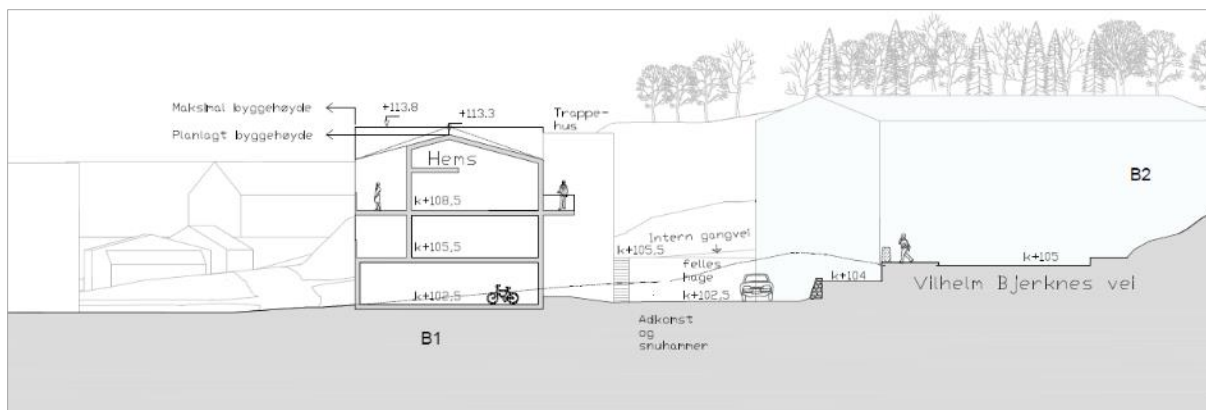 Maksimal byggehøyde
+113.8
+113.3
Trappe-
hus
Planlagt byggehøyde
Hems
B2
k+108,5
k+105,5
Intern gangvei
k+105,5
felles
hage
k+104
k+105
Vilhelm Bjerknes vei
k+102,5
k+102,5
Adkomst
og
snuhammer
B1